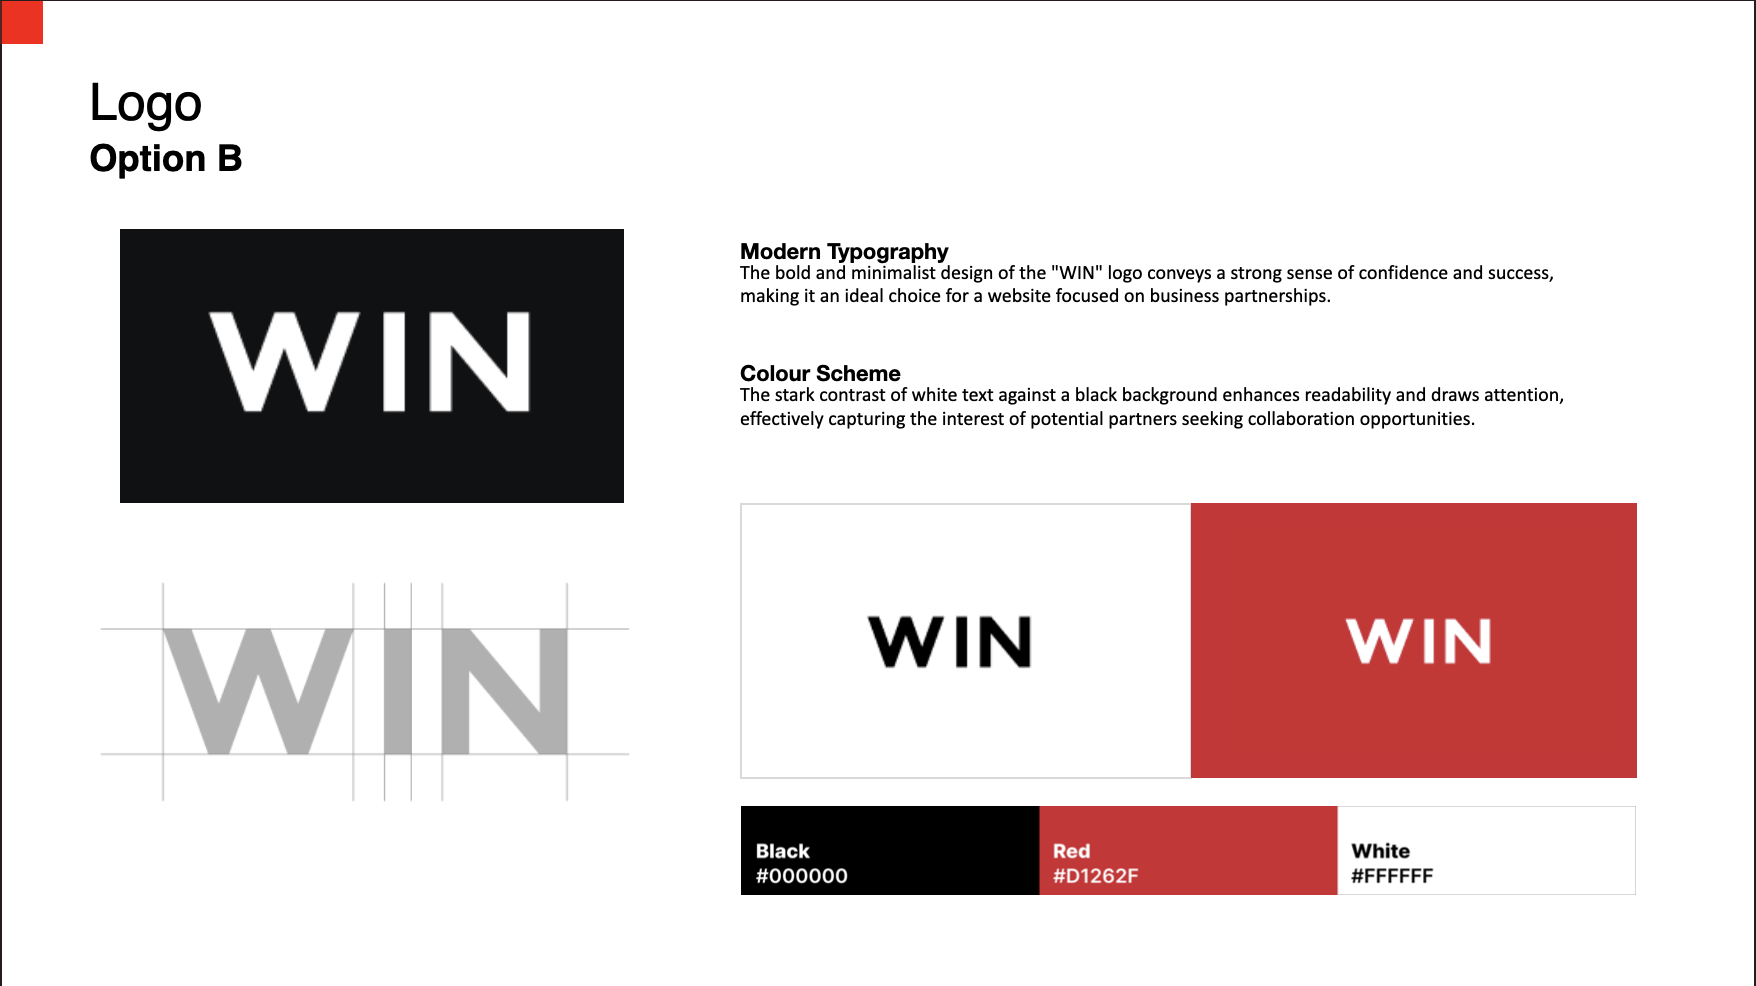 Logo
Option B
WIN
Modern Typography
The bold and minimalist design of the "WIN" logo conveys a strong sense of confidence and success,
making it an ideal choice for a website focused on business partnerships.
Colour Scheme
The stark contrast of white text against a black background enhances readability and draws attention,
effectively capturing the interest of potential partners seeking collaboration opportunities.
WIN
WIN
WIN
Black
#000000
Red
#D1262F
White
#FFFFFF